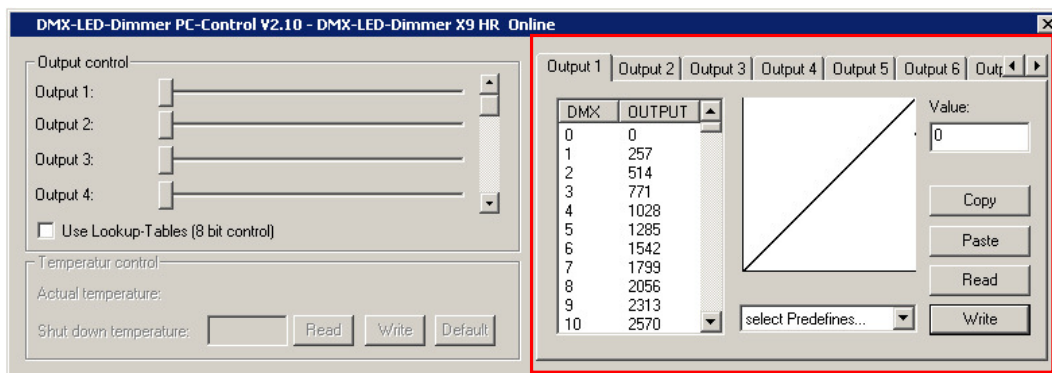 DMX-LED-Dimmer PC-Control V2.10 - DMX-LED-Dimmer X9 HR Online
Output control
Output 1:
Output 2:
Output 3:
Output 4:
Use Lookup-Tables (8 bit control)
Temperatur control
Actual temperature:
Shut down temperature:
Read
Write
Default
Output 1
Output 2
Output 3
Output 4
Output 5
Output 6
DMX OUTPUT
0 0
1 257
2 514
3 771
4 1028
5 1285
6 1542
7 1799
8 2056
9 2313
10 2570
select Predefines...
Value:
0
Copy
Paste
Read
Write